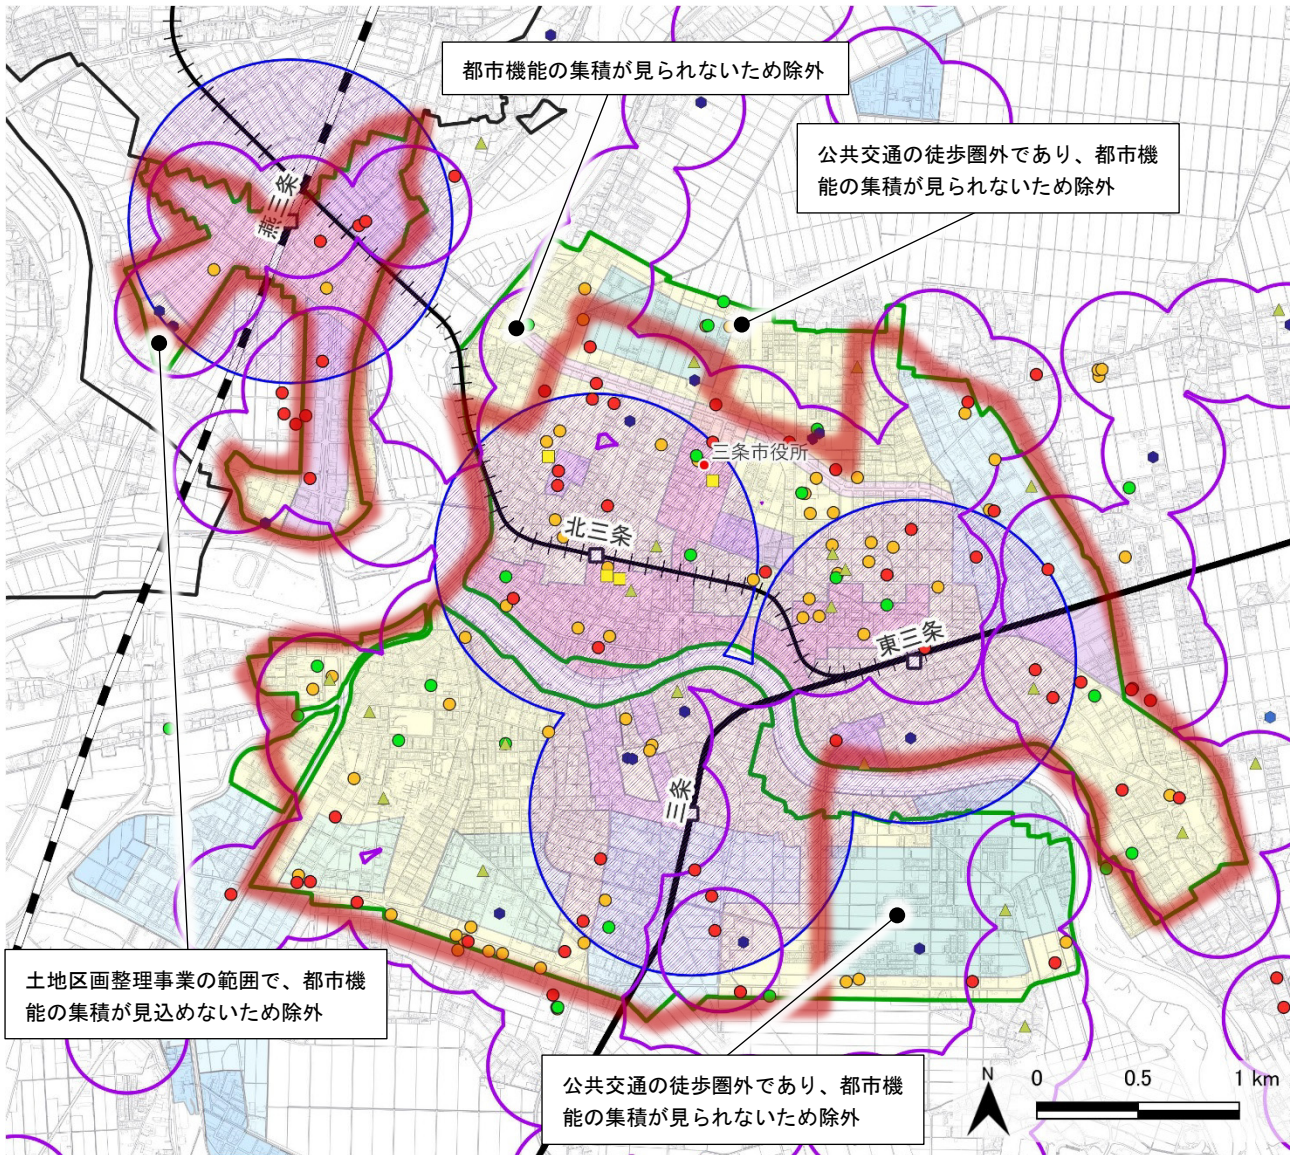 都市機能の集積が見られないため除外
公共交通の徒歩圏外であり、都市機
能の集積が見られないため除外
燕三条
三条市役所
北三条
東三条
三条
土地区画整理事業の範囲で、都市機
能の集積が見込めないため除外
公共交通の徒歩圏外であり、都市機
能の集積が見られないため除外
N
0 0.5 1 km